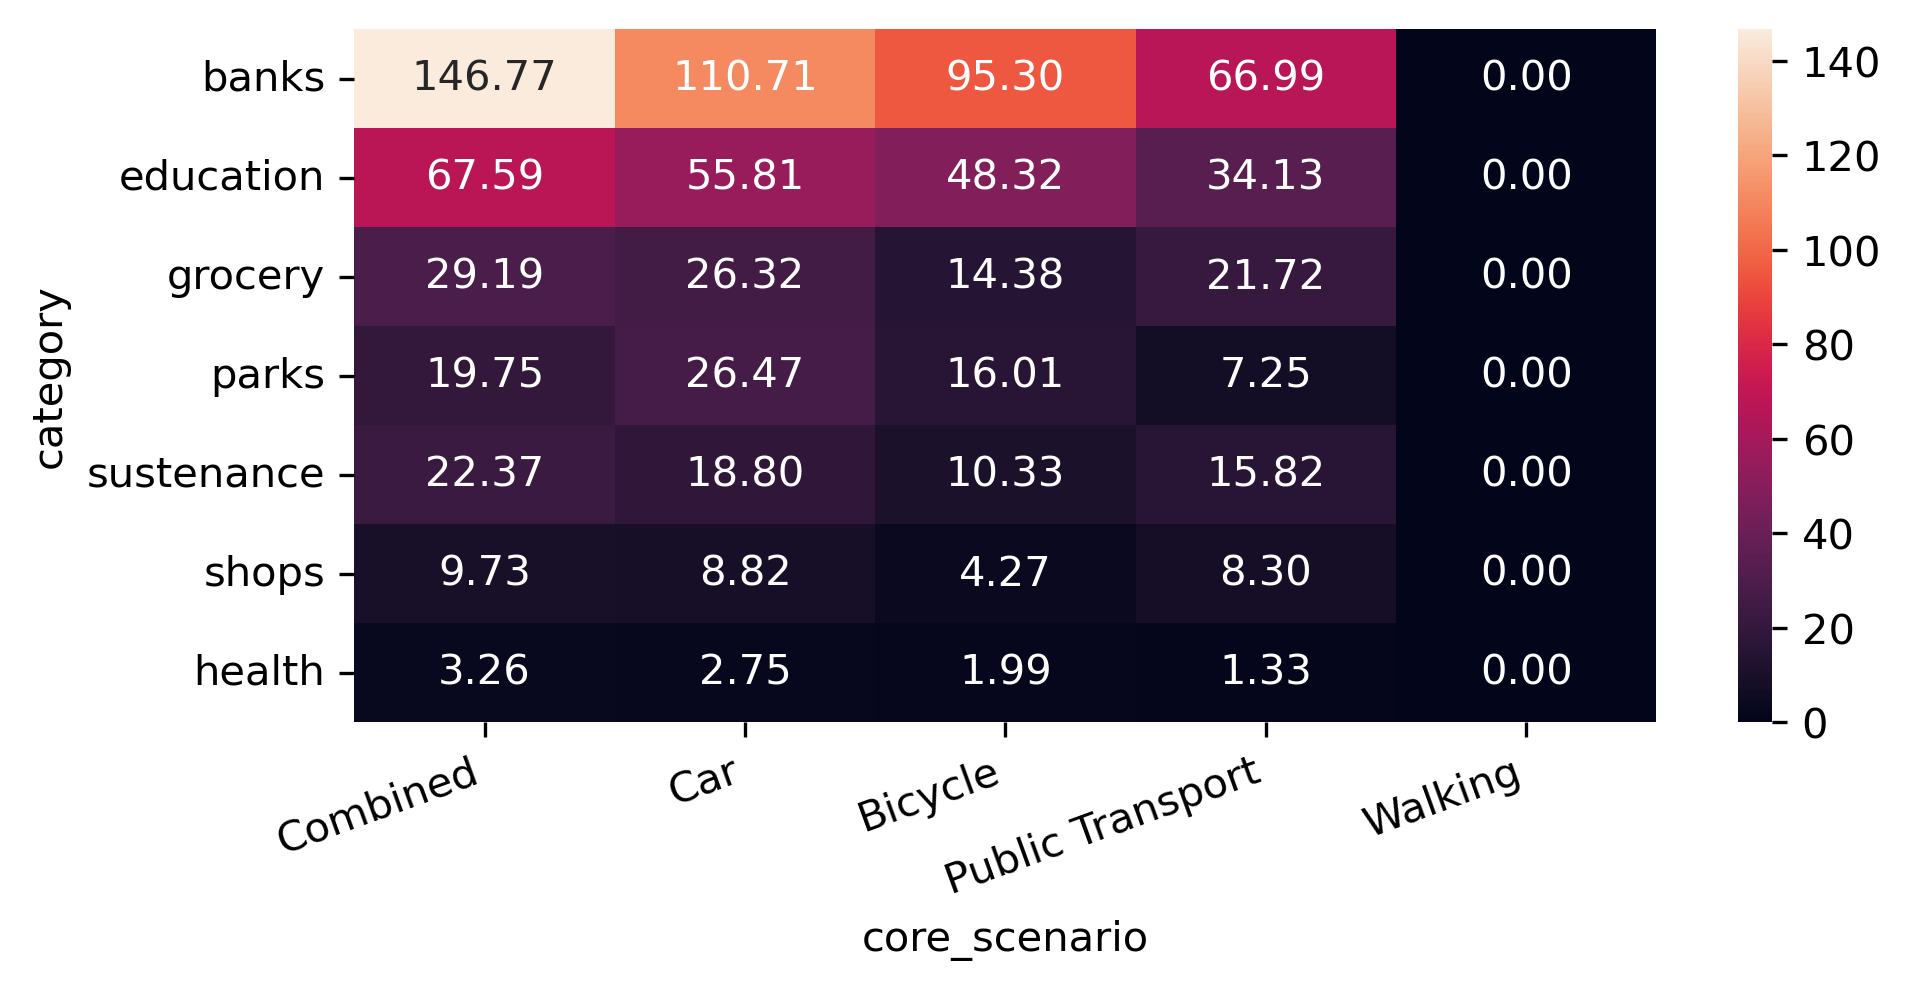 banks 146.77 110.71 95.30 66.99 0.00 140
education 67.59 55.81 48.32 34.13 0.00 120
grocery 29.19 26.32 14.38 21.72 0.00 100
parks 19.75 26.47 16.01 7.25 0.00 80
sustenance 22.37 18.80 10.33 15.82 0.00 60
shops 9.73 8.82 4.27 8.30 0.00 40
health 3.26 2.75 1.99 1.33 0.00 20
0
category
Combined Car Bicycle Public Transport Walking
core_scenario